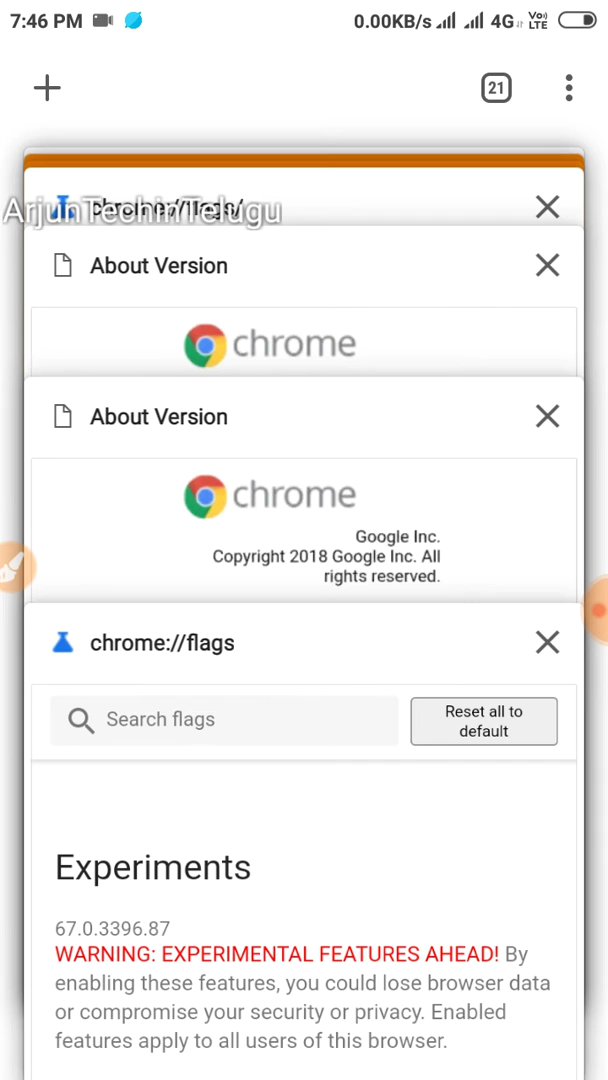 7:46 PM 0.00KB/s 4G Vo) LTE
21
chrome://flags/
ArjunTechinTelugu
About Version
chrome
About Version
chrome
Google Inc.
Copyright 2018 Google Inc. All
rights reserved.
chrome://flags
Search flags
Reset all to
default
Experiments
67.0.3396.87
WARNING: EXPERIMENTAL FEATURES AHEAD! By
enabling these features, you could lose browser data
or compromise your security or privacy. Enabled
features apply to all users of this browser.